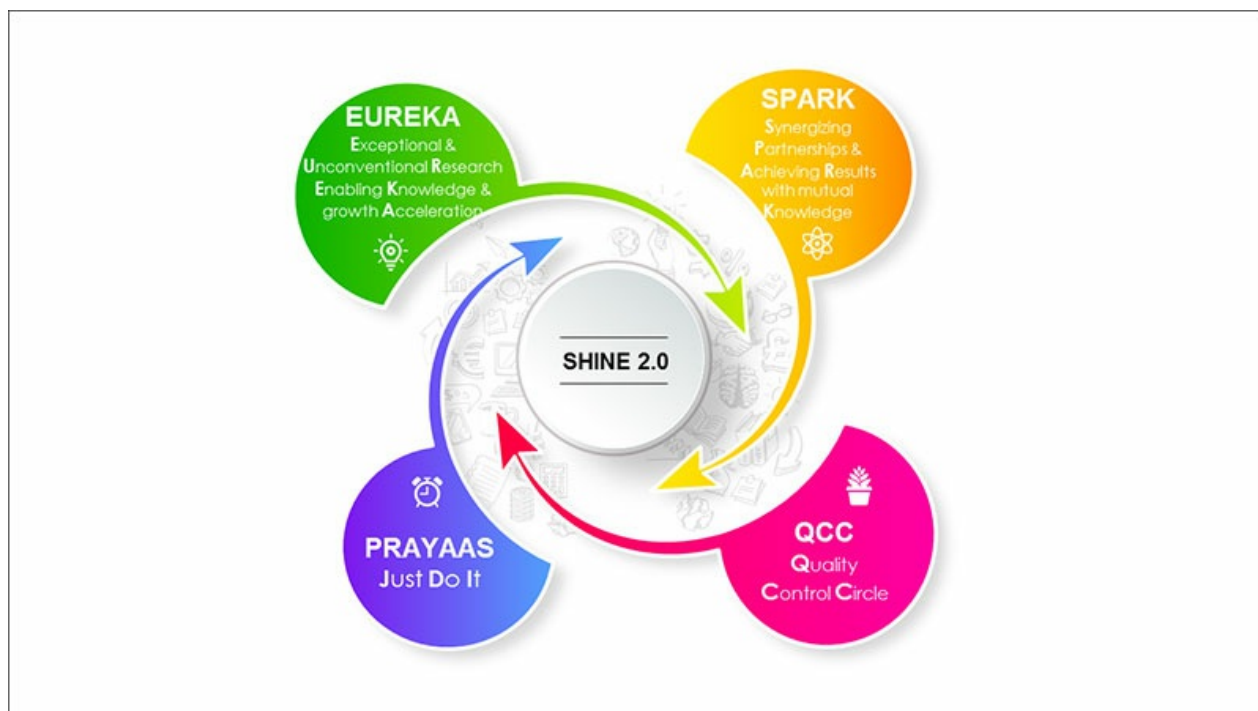 EUREKA
Exceptional &
Unconventional Research
Enabling Knowledge &
growth Acceleration
SPARK
Synergizing
Partnerships &
Achieving Results
with mutual
Knowledge
SHINE 2.0
PRAYAAS
Just Do It
QCC
Quality
Control Circle